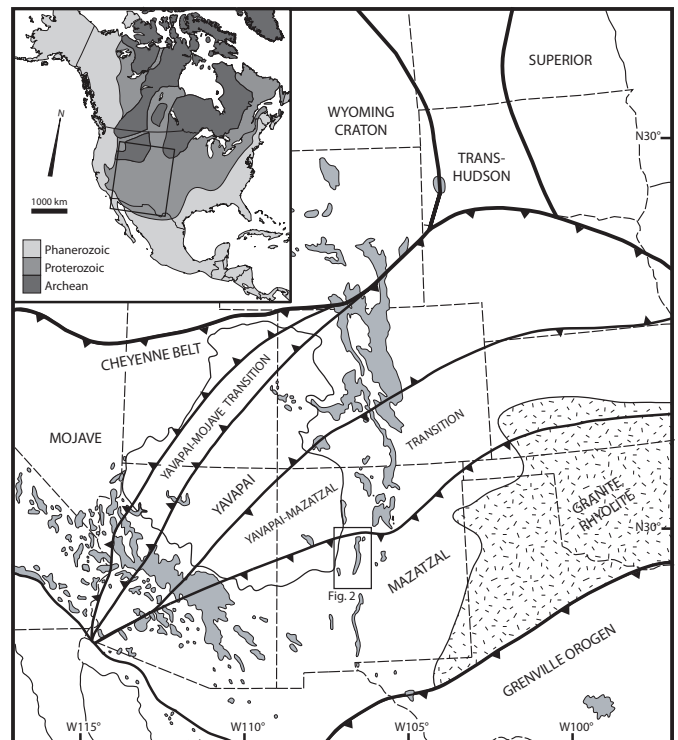 N
1000 km
Phanerozoic
Proterozoic
Archean
SUPERIOR
WYOMING
CRATON
N30°
TRANS-
HUDSON
CHEYENNE BELT
YAVAPAI-MOJAVE TRANSITION
MOJAVE
TRANSITION
YAVAPAI
YAVAPAI-MAZATZAL
GRANITE
RHYOLITE
N30°
MAZATZAL
Fig. 2
GRENVILLE OROGEN
W115°
W110°
W105°
W100°